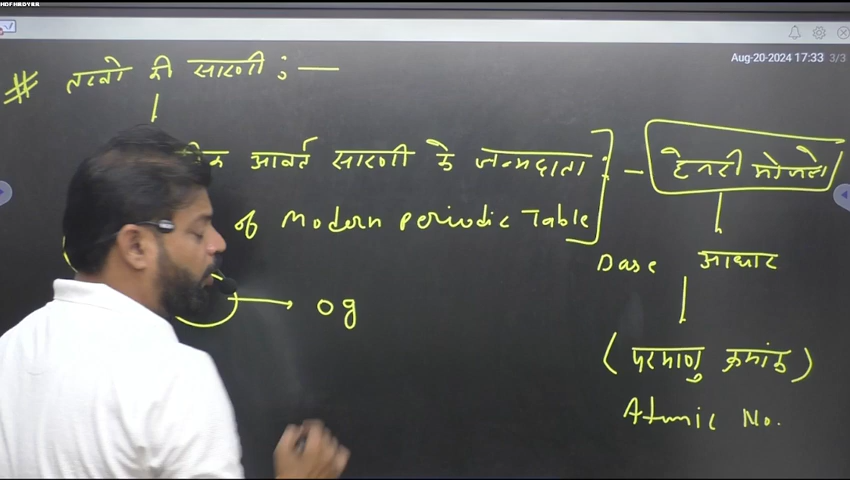 Aug-20-2024 17:33 3/3
# तत्वो की सारणी : —
आवर्त सारणी के जन्मदाता : — हेनरी मोजले
of Modern Periodic Table
Base आधार
Og
( परमाणु क्रमांक )
Atomic No.